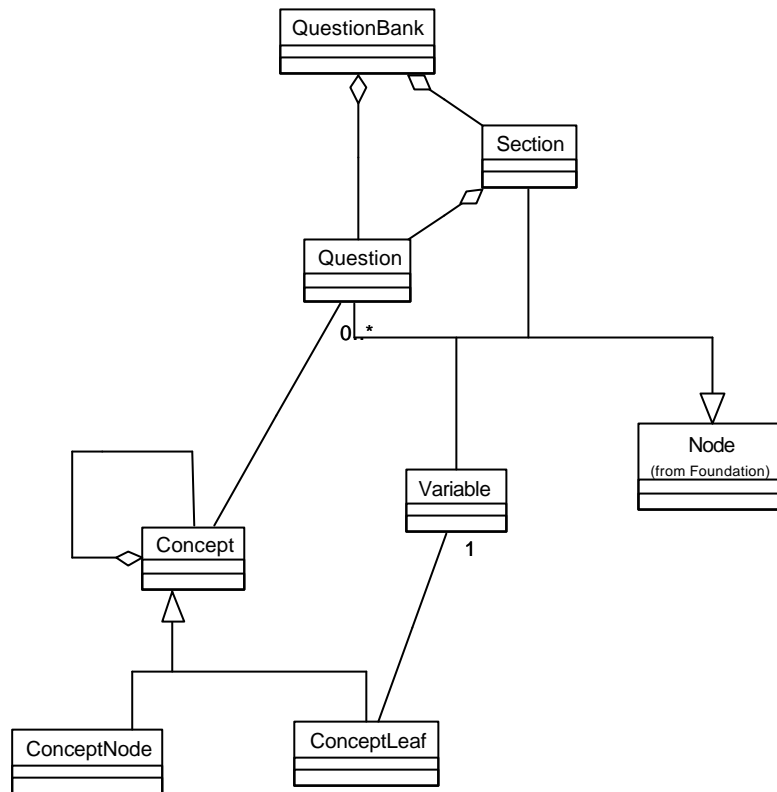 QuestionBank
Section
Question
0..*
Node
(from Foundation)
Variable
1
Concept
ConceptNode
ConceptLeaf